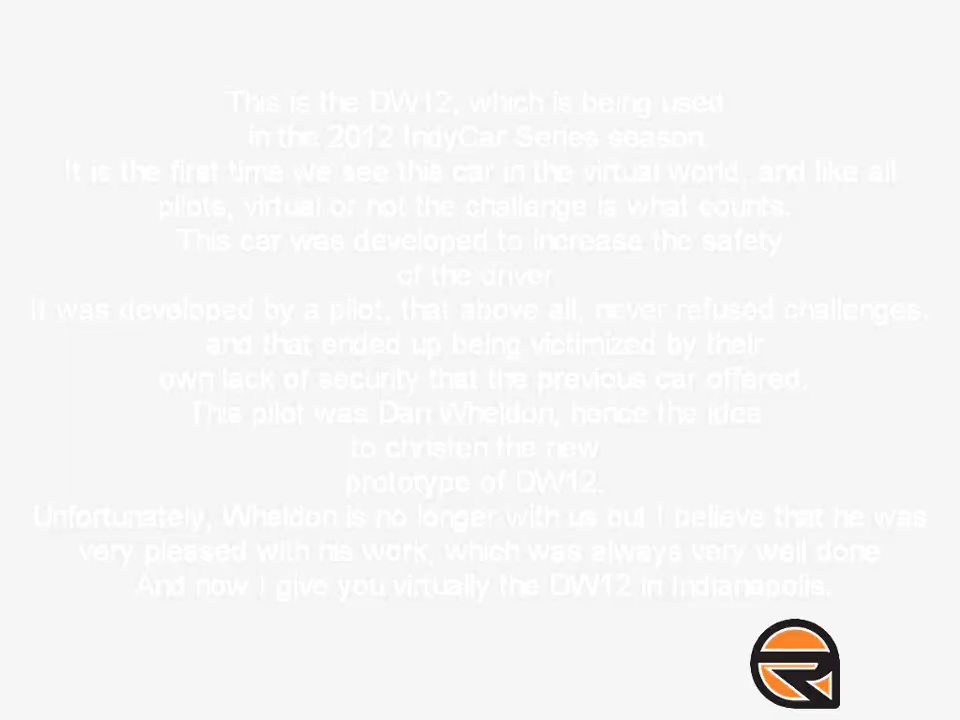 This is the DW12, which is being used
in the 2012 IndyCar Series season.
It is the first time we see this car in the virtual world, and like all
pilots, virtual or not the challenge is what counts.
This car was developed to increase the safety
of the driver.
It was developed by a pilot, that above all, never refused challenges,
and that ended up being victimized by their
own lack of security that the previous car offered.
This pilot was Dan Wheldon, hence the idea
to christen the new
prototype of DW12.
Unfortunately, Wheldon is no longer with us but I believe that he was
very plessed with his work, which was always very well done
And now I give you virtually the DW12 in Indianapolis.